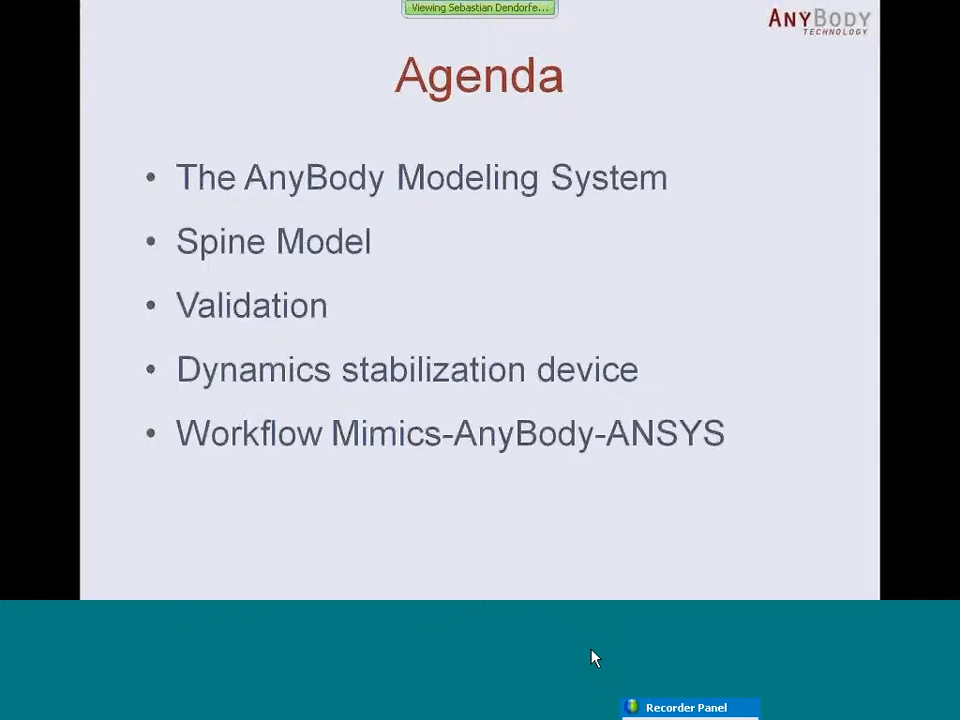 Viewing Sebastian Dendorfe...
ANYBODY
TECHNOLOGY
Agenda
• The AnyBody Modeling System
• Spine Model
• Validation
• Dynamics stabilization device
• Workflow Mimics-AnyBody-ANSYS
Recorder Panel